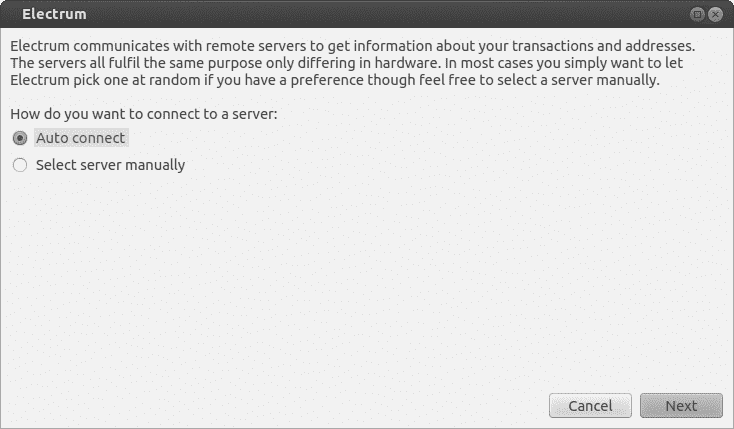 Electrum
Electrum communicates with remote servers to get information about your transactions and addresses.
The servers all fulfil the same purpose only differing in hardware. In most cases you simply want to let
Electrum pick one at random if you have a preference though feel free to select a server manually.
How do you want to connect to a server:
Auto connect
Select server manually
Cancel
Next